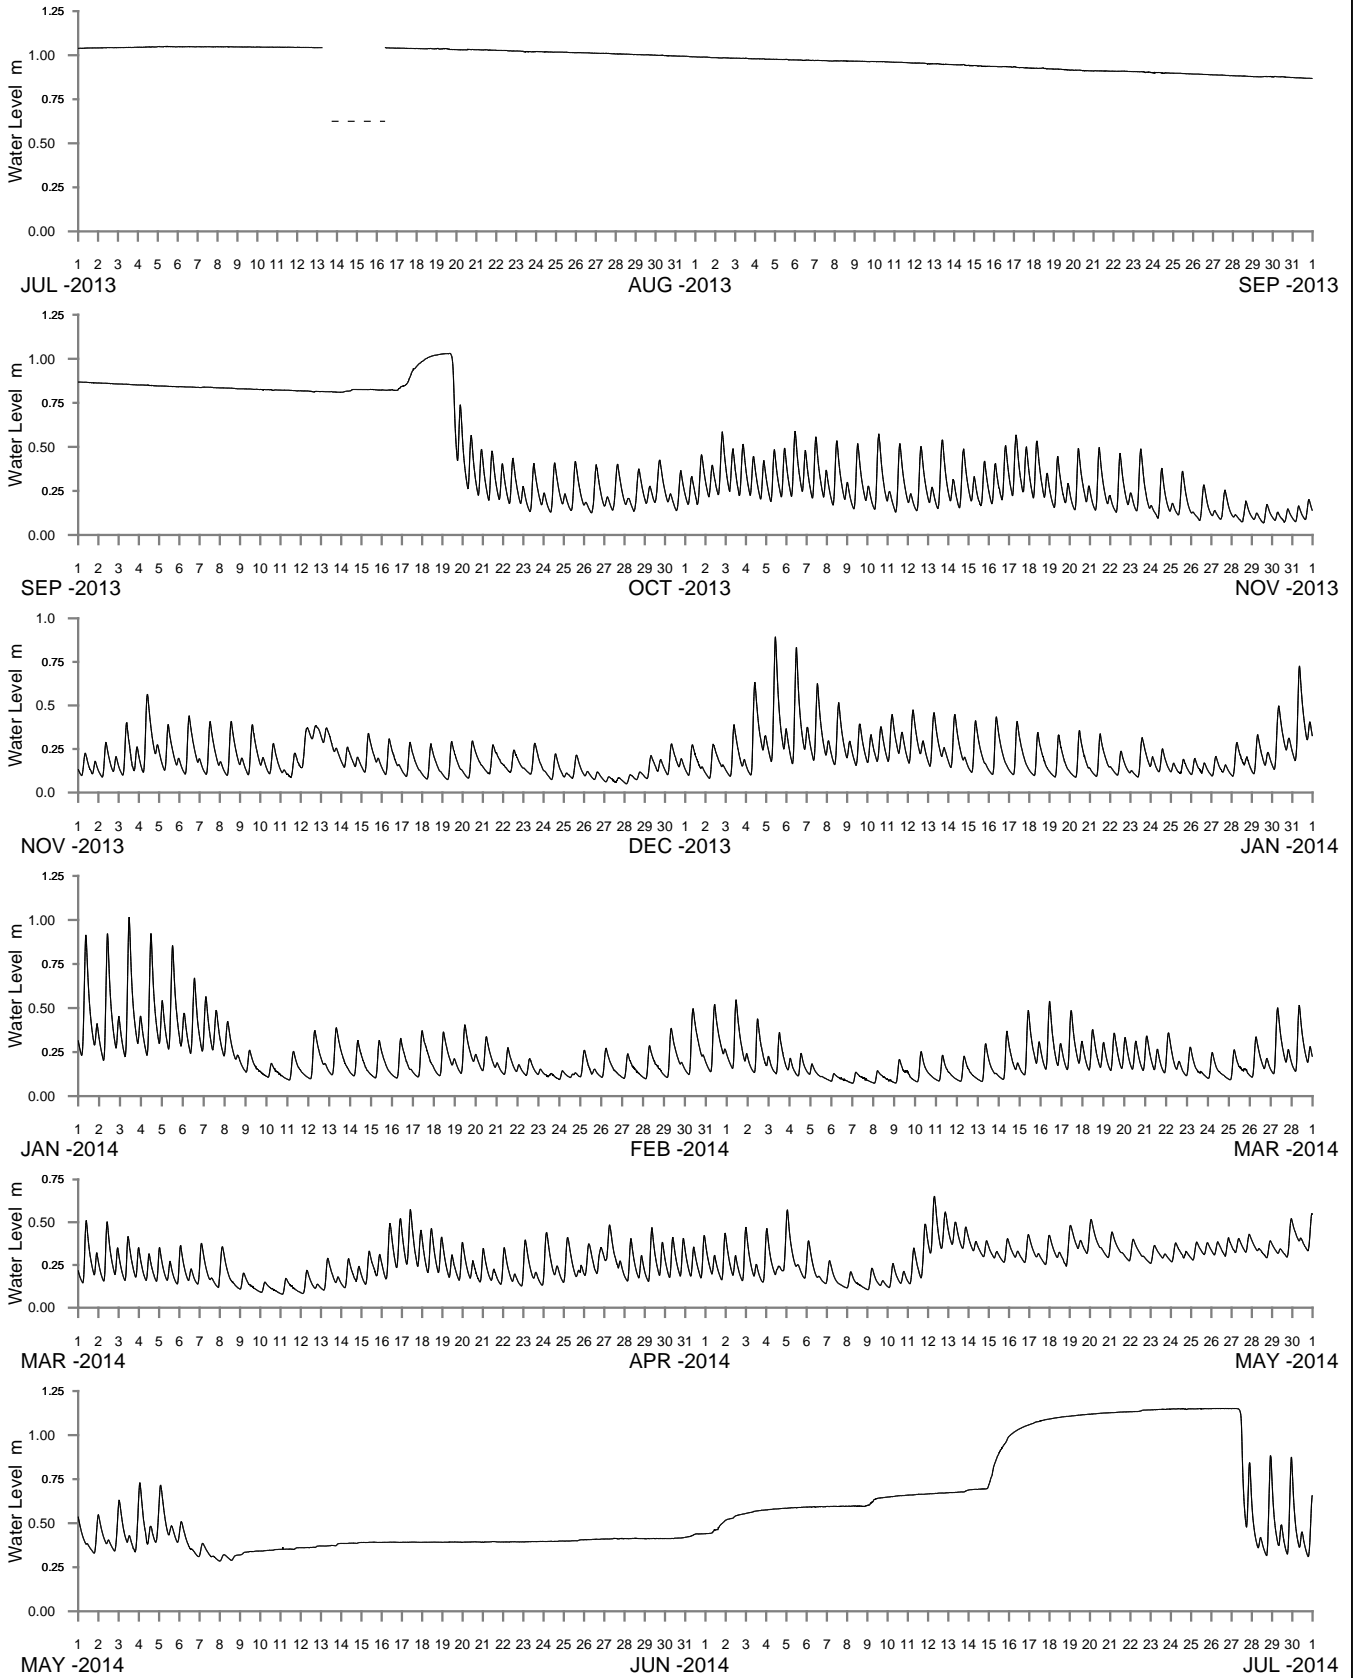 1.25
1.00
0.75
0.50
0.25
0.00
Water Level m
1 2 3 4 5 6 7 8 9 10 11 12 13 14 15 16 17 18 19 20 21 22 23 24 25 26 27 28 29 30 31 1 2 3 4 5 6 7 8 9 10 11 12 13 14 15 16 17 18 19 20 21 22 23 24 25 26 27 28 29 30 31 1
JUL -2013 AUG -2013 SEP -2013
1.25
1.00
0.75
0.50
0.25
0.00
Water Level m
1 2 3 4 5 6 7 8 9 10 11 12 13 14 15 16 17 18 19 20 21 22 23 24 25 26 27 28 29 30 1 2 3 4 5 6 7 8 9 10 11 12 13 14 15 16 17 18 19 20 21 22 23 24 25 26 27 28 29 30 31 1
SEP -2013 OCT -2013 NOV -2013
1.0
0.75
0.5
0.25
0.0
Water Level m
1 2 3 4 5 6 7 8 9 10 11 12 13 14 15 16 17 18 19 20 21 22 23 24 25 26 27 28 29 30 1 2 3 4 5 6 7 8 9 10 11 12 13 14 15 16 17 18 19 20 21 22 23 24 25 26 27 28 29 30 31 1
NOV -2013 DEC -2013 JAN -2014
1.25
1.00
0.75
0.50
0.25
0.00
Water Level m
1 2 3 4 5 6 7 8 9 10 11 12 13 14 15 16 17 18 19 20 21 22 23 24 25 26 27 28 29 30 31 1 2 3 4 5 6 7 8 9 10 11 12 13 14 15 16 17 18 19 20 21 22 23 24 25 26 27 28 1
JAN -2014 FEB -2014 MAR -2014
0.75
0.50
0.25
0.00
Water Level m
1 2 3 4 5 6 7 8 9 10 11 12 13 14 15 16 17 18 19 20 21 22 23 24 25 26 27 28 29 30 31 1 2 3 4 5 6 7 8 9 10 11 12 13 14 15 16 17 18 19 20 21 22 23 24 25 26 27 28 29 30 1
MAR -2014 APR -2014 MAY -2014
1.25
1.00
0.75
0.50
0.25
0.00
Water Level m
1 2 3 4 5 6 7 8 9 10 11 12 13 14 15 16 17 18 19 20 21 22 23 24 25 26 27 28 29 30 31 1 2 3 4 5 6 7 8 9 10 11 12 13 14 15 16 17 18 19 20 21 22 23 24 25 26 27 28 29 30 1
MAY -2014 JUN -2014 JUL -2014